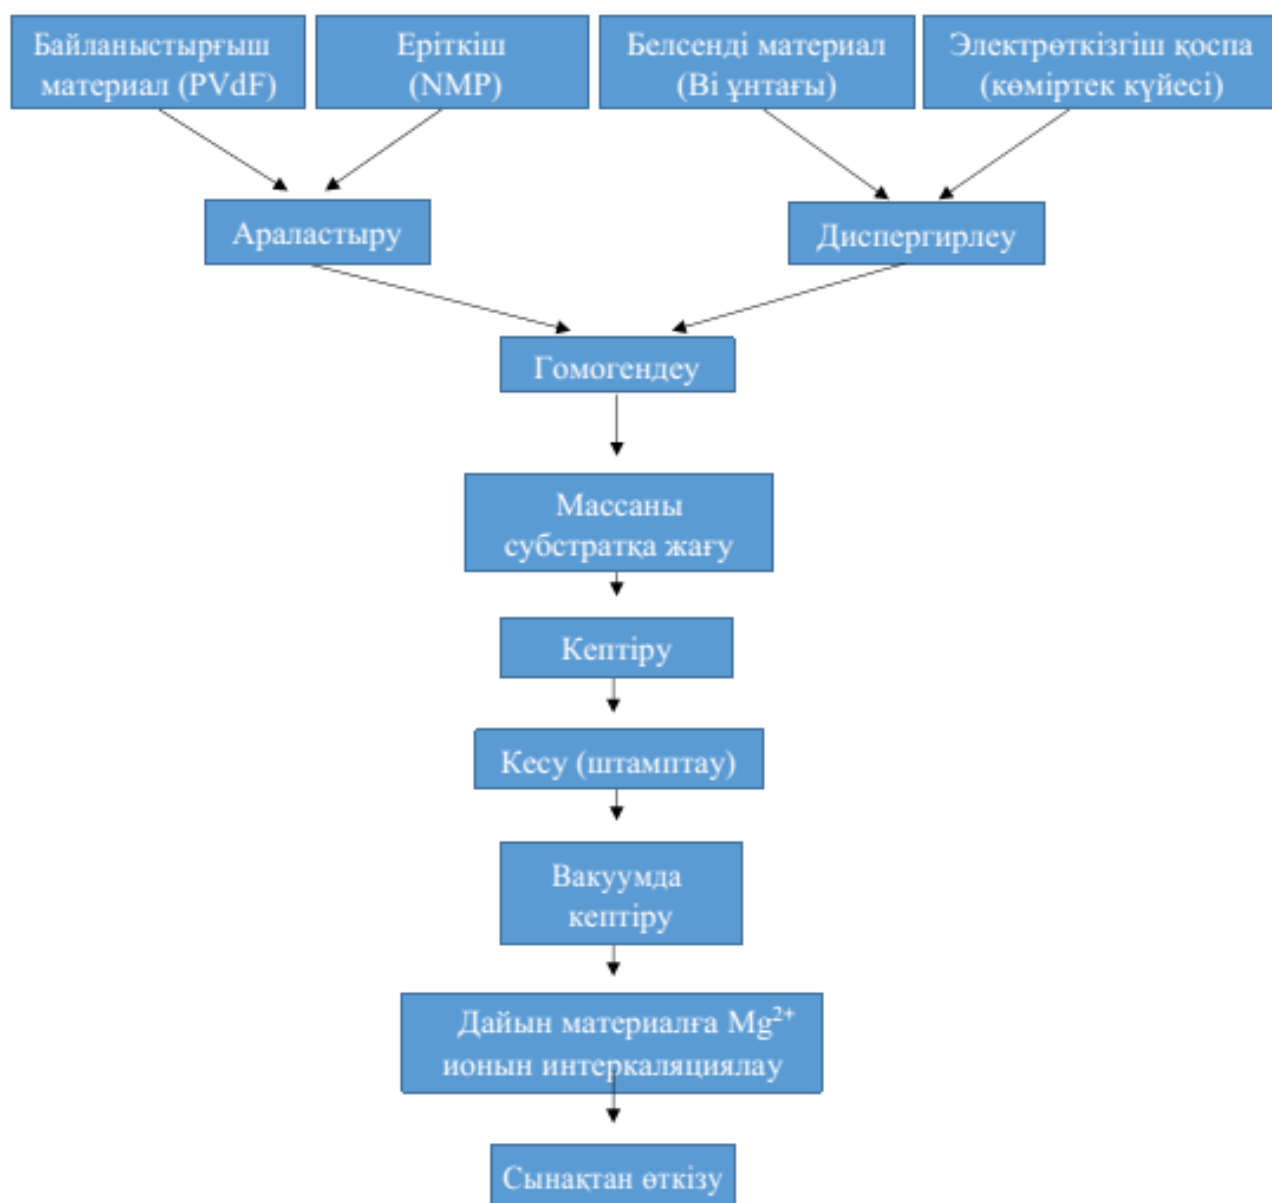 Байланыстырғыш
материал (PVdF)
Еріткіш
(NMP)
Белсенді материал
(Bi ұнтағы)
Электрөткізгіш қоспа
(көміртек күйесі)
Араластыру
Диспергирлеу
Гомогендеу
Массаны
субстратқа жағу
Кептіру
Кесу (штамптау)
Вакуумда
кептіру
Дайын материалға Mg²⁺
ионын интеркаляциялау
Сынақтан өткізу